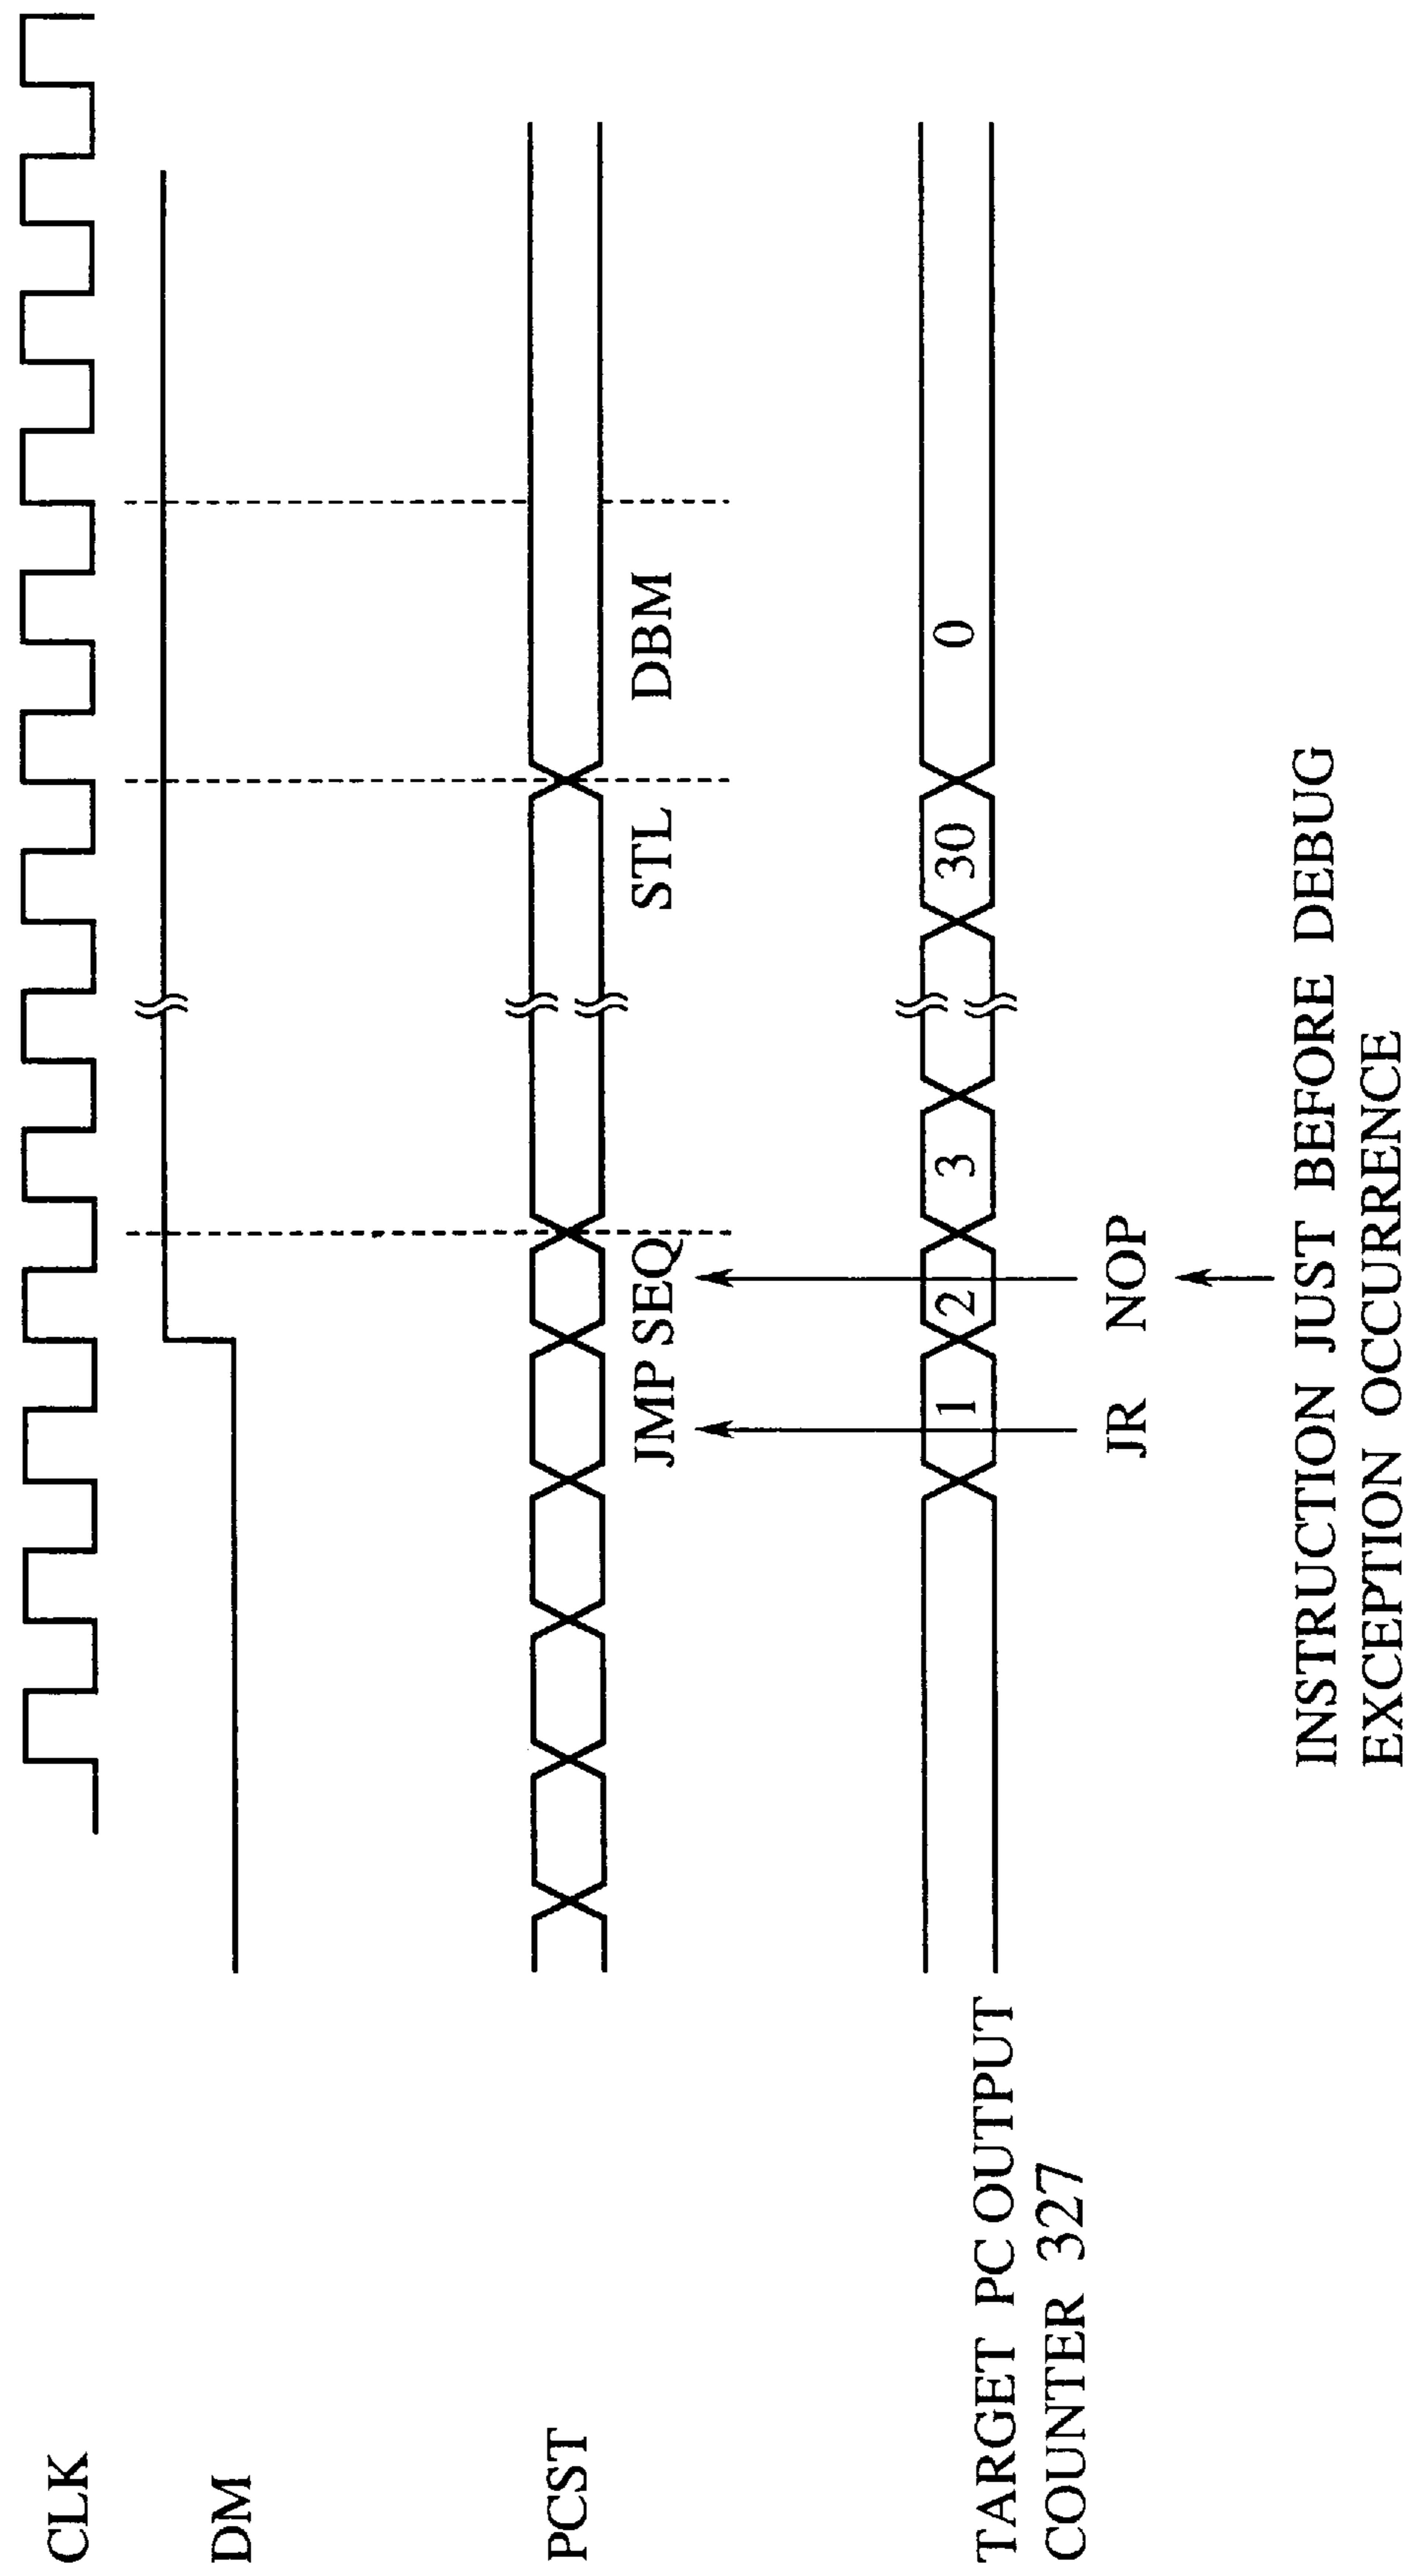 CLK
DM
PCST
JMP SEQ STL DBM
TARGET PC OUTPUT
COUNTER 327
1 2 3 30 0
JR NOP
INSTRUCTION JUST BEFORE DEBUG
EXCEPTION OCCURRENCE